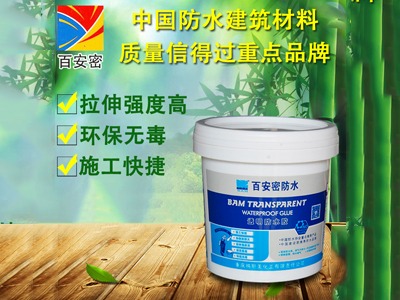 百安密
中国防水建筑材料
质量信得过重点品牌
拉伸强度高
环保无毒
施工快捷
百安密防水
BAM TRANSPARENT
WATERPROOF GLUE
透明防水胶